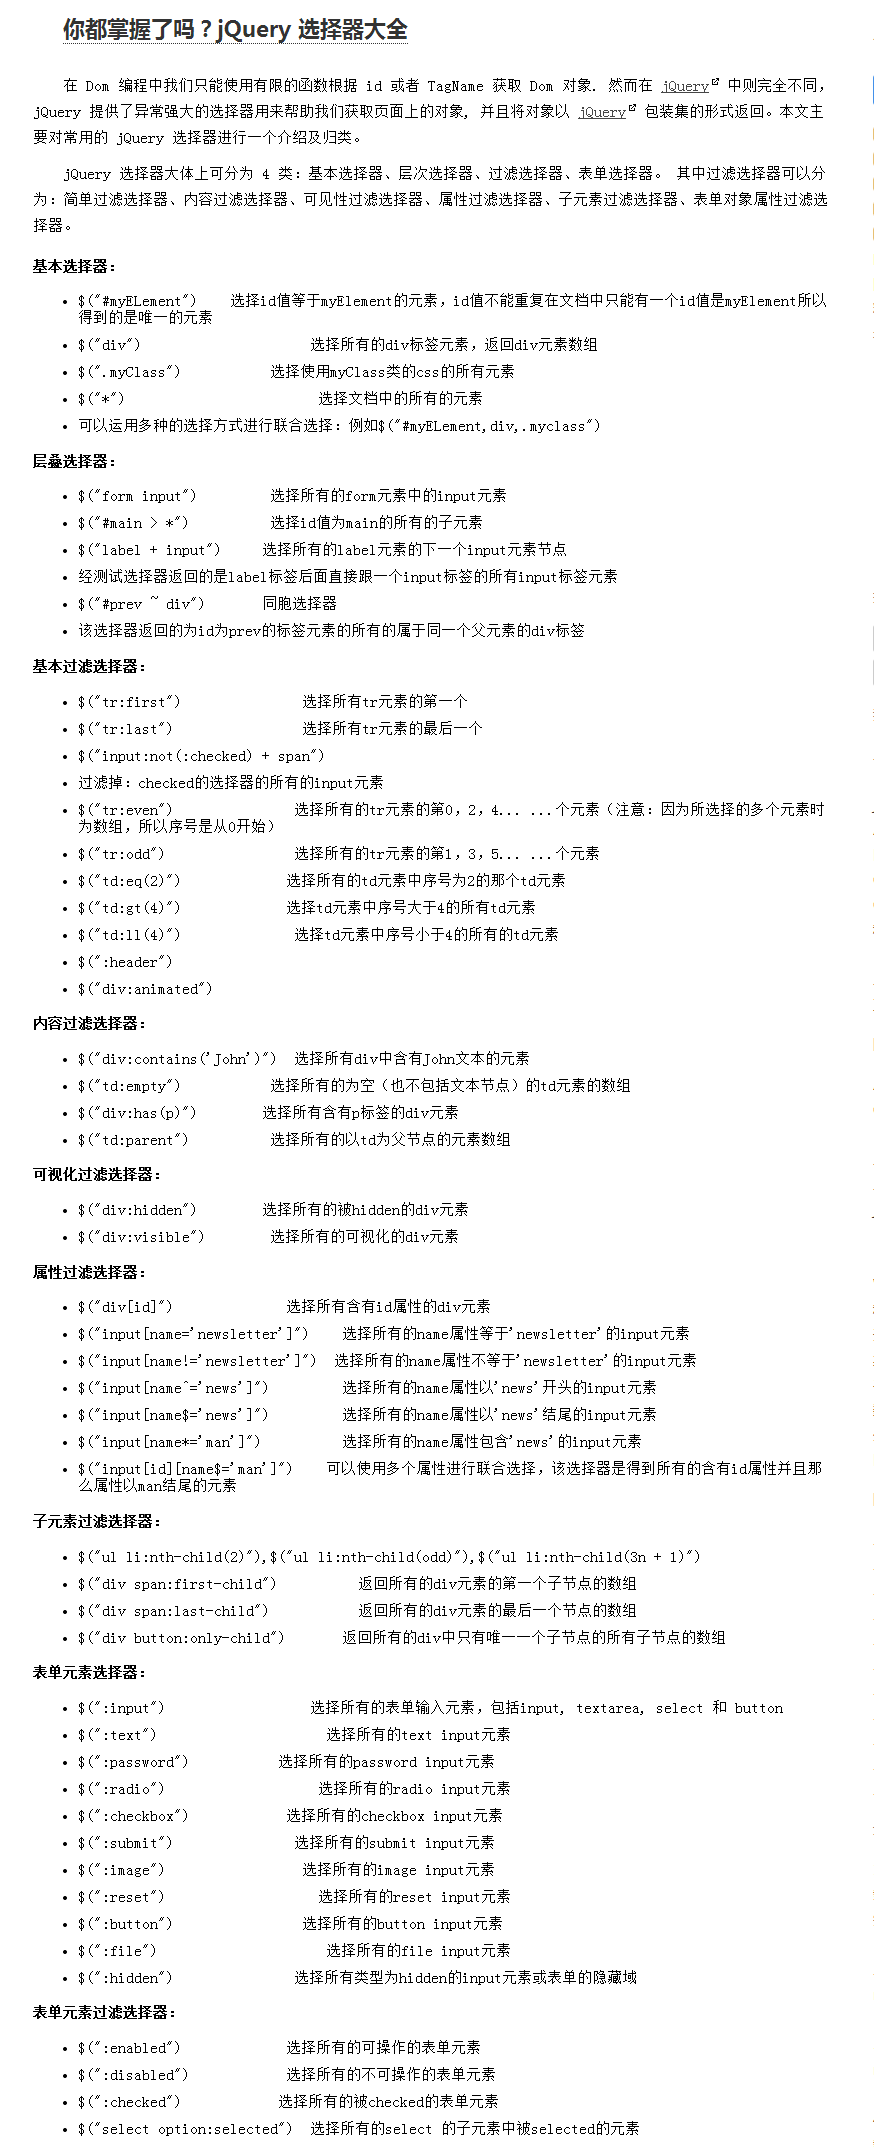 你都掌握了吗？jQuery 选择器大全
在 Dom 编程中我们只能使用有限的函数根据 id 或者 TagName 获取 Dom 对象. 然而在 jQuery 中则完全不同，
jQuery 提供了异常强大的选择器用来帮助我们获取页面上的对象, 并且将对象以 jQuery 包装集的形式返回。本文主
要对常用的 jQuery 选择器进行一个介绍及归类。
jQuery 选择器大体上可分为 4 类：基本选择器、层次选择器、过滤选择器、表单选择器。 其中过滤选择器可以分
为：简单过滤选择器、内容过滤选择器、可见性过滤选择器、属性过滤选择器、子元素过滤选择器、表单对象属性过滤选
择器。
基本选择器：
• $("#myELement") 选择id值等于myElement的元素，id值不能重复在文档中只能有一个id值是myElement所以
得到的是唯一的元素
• $("div") 选择所有的div标签元素，返回div元素数组
• $(".myClass") 选择使用myClass类的css的所有元素
• $("*") 选择文档中的所有的元素
• 可以运用多种的选择方式进行联合选择：例如$("#myELement,div,.myclass")
层叠选择器：
• $("form input") 选择所有的form元素中的input元素
• $("#main > *") 选择id值为main的所有的子元素
• $("label + input") 选择所有的label元素的下一个input元素节点
• 经测试选择器返回的是label标签后面直接跟一个input标签的所有input标签元素
• $("#prev ~ div") 同胞选择器
• 该选择器返回的为id为prev的标签元素的所有的属于同一个父元素的div标签
基本过滤选择器：
• $("tr:first") 选择所有tr元素的第一个
• $("tr:last") 选择所有tr元素的最后一个
• $("input:not(:checked) + span")
• 过滤掉：checked的选择器的所有的input元素
• $("tr:even") 选择所有的tr元素的第0，2，4... ...个元素（注意：因为所选择的多个元素时
为数组，所以序号是从0开始）
• $("tr:odd") 选择所有的tr元素的第1，3，5... ...个元素
• $("td:eq(2)") 选择所有的td元素中序号为2的那个td元素
• $("td:gt(4)") 选择td元素中序号大于4的所有td元素
• $("td:ll(4)") 选择td元素中序号小于4的所有的td元素
• $(":header")
• $("div:animated")
内容过滤选择器：
• $("div:contains('John')") 选择所有div中含有John文本的元素
• $("td:empty") 选择所有的为空（也不包括文本节点）的td元素的数组
• $("div:has(p)") 选择所有含有p标签的div元素
• $("td:parent") 选择所有的以td为父节点的元素数组
可视化过滤选择器：
• $("div:hidden") 选择所有的被hidden的div元素
• $("div:visible") 选择所有的可视化的div元素
属性过滤选择器：
• $("div[id]") 选择所有含有id属性的div元素
• $("input[name='newsletter']") 选择所有的name属性等于'newsletter'的input元素
• $("input[name!='newsletter']") 选择所有的name属性不等于'newsletter'的input元素
• $("input[name^='news']") 选择所有的name属性以'news'开头的input元素
• $("input[name$='news']") 选择所有的name属性以'news'结尾的input元素
• $("input[name*='man']") 选择所有的name属性包含'news'的input元素
• $("input[id][name$='man']") 可以使用多个属性进行联合选择，该选择器是得到所有的含有id属性并且那
么属性以man结尾的元素
子元素过滤选择器：
• $("ul li:nth-child(2)"),$("ul li:nth-child(odd)"),$("ul li:nth-child(3n + 1)")
• $("div span:first-child") 返回所有的div元素的第一个子节点的数组
• $("div span:last-child") 返回所有的div元素的最后一个节点的数组
• $("div button:only-child") 返回所有的div中只有唯一一个子节点的所有子节点的数组
表单元素选择器：
• $(":input") 选择所有的表单输入元素，包括input, textarea, select 和 button
• $(":text") 选择所有的text input元素
• $(":password") 选择所有的password input元素
• $(":radio") 选择所有的radio input元素
• $(":checkbox") 选择所有的checkbox input元素
• $(":submit") 选择所有的submit input元素
• $(":image") 选择所有的image input元素
• $(":reset") 选择所有的reset input元素
• $(":button") 选择所有的button input元素
• $(":file") 选择所有的file input元素
• $(":hidden") 选择所有类型为hidden的input元素或表单的隐藏域
表单元素过滤选择器：
• $(":enabled") 选择所有的可操作的表单元素
• $(":disabled") 选择所有的不可操作的表单元素
• $(":checked") 选择所有的被checked的表单元素
• $("select option:selected") 选择所有的select 的子元素中被selected的元素